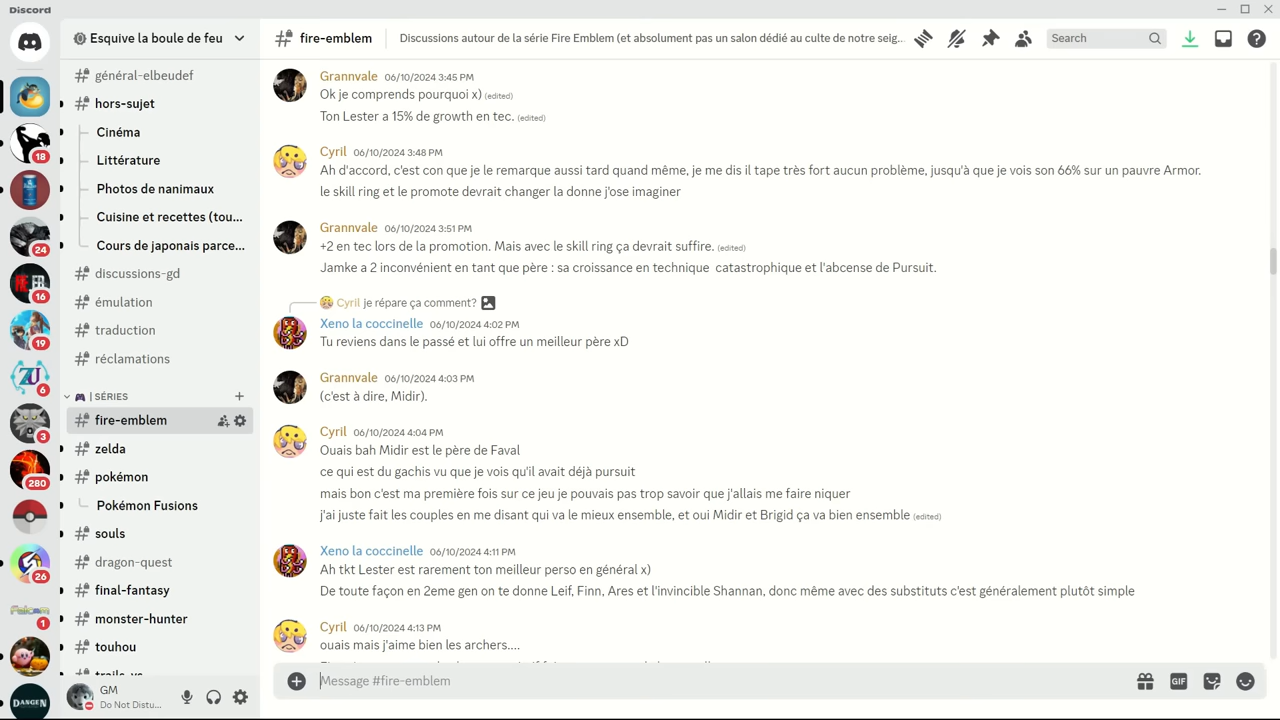 Discord
Esquive la boule de feu
fire-emblem
Discussions autour de la série Fire Emblem (et absolument pas un salon dédié au culte de notre seig...
Search
général-elbeudef
hors-sujet
Cinéma
Littérature
Photos de nanimaux
Cuisine et recettes (tou...
Cours de japonais parce...
discussions-gd
émulation
traduction
réclamations
| SÉRIES
fire-emblem
zelda
pokémon
Pokémon Fusions
souls
dragon-quest
final-fantasy
monster-hunter
touhou
trails-ys
18
24
16
19
ZU
6
3
280
26
Falcom
1
DANGEN
GM
Do Not Distu...
Grannvale 06/10/2024 3:45 PM
Ok je comprends pourquoi x) (edited)
Ton Lester a 15% de growth en tec. (edited)
Cyril 06/10/2024 3:48 PM
Ah d'accord, c'est con que je le remarque aussi tard quand même, je me dis il tape très fort aucun problème, jusqu'à que je vois son 66% sur un pauvre Armor.
le skill ring et le promote devrait changer la donne j'ose imaginer
Grannvale 06/10/2024 3:51 PM
+2 en tec lors de la promotion. Mais avec le skill ring ça devrait suffire. (edited)
Jamke a 2 inconvénient en tant que père : sa croissance en technique  catastrophique et l'abcense de Pursuit.
Cyril je répare ça comment?
Xeno la coccinelle 06/10/2024 4:02 PM
Tu reviens dans le passé et lui offre un meilleur père xD
Grannvale 06/10/2024 4:03 PM
(c'est à dire, Midir).
Cyril 06/10/2024 4:04 PM
Ouais bah Midir est le père de Faval
ce qui est du gachis vu que je vois qu'il avait déjà pursuit
mais bon c'est ma première fois sur ce jeu je pouvais pas trop savoir que j'allais me faire niquer
j'ai juste fait les couples en me disant qui va le mieux ensemble, et oui Midir et Brigid ça va bien ensemble (edited)
Xeno la coccinelle 06/10/2024 4:11 PM
Ah tkt Lester est rarement ton meilleur perso en général x)
De toute façon en 2eme gen on te donne Leif, Finn, Ares et l'invincible Shannan, donc même avec des substituts c'est généralement plutôt simple
Cyril 06/10/2024 4:13 PM
ouais mais j'aime bien les archers....
Message #fire-emblem
GIF